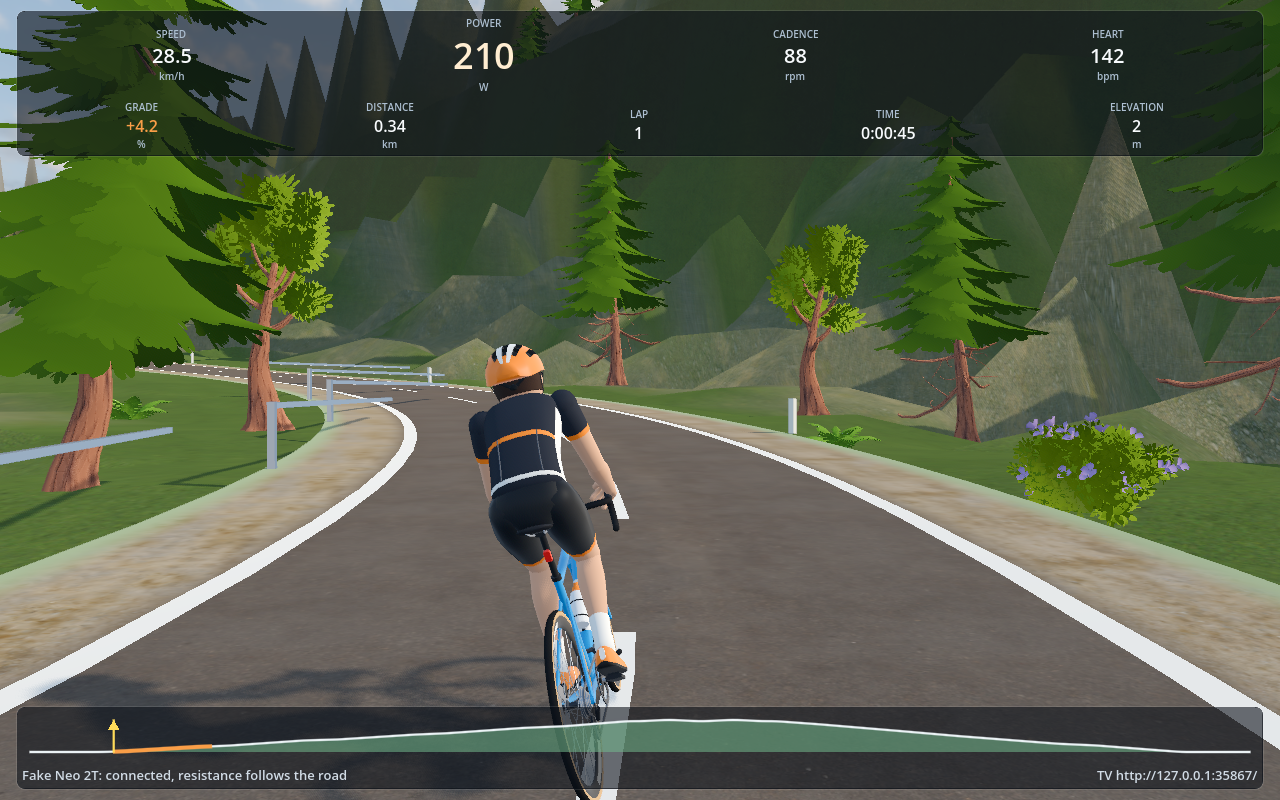 SPEED
28.5
km/h
POWER
210
W
CADENCE
88
rpm
HEART
142
bpm
GRADE
+4.2
%
DISTANCE
0.34
km
LAP
1
TIME
0:00:45
ELEVATION
2
m
Fake Neo 2T: connected, resistance follows the road
TV http://127.0.0.1:35867/